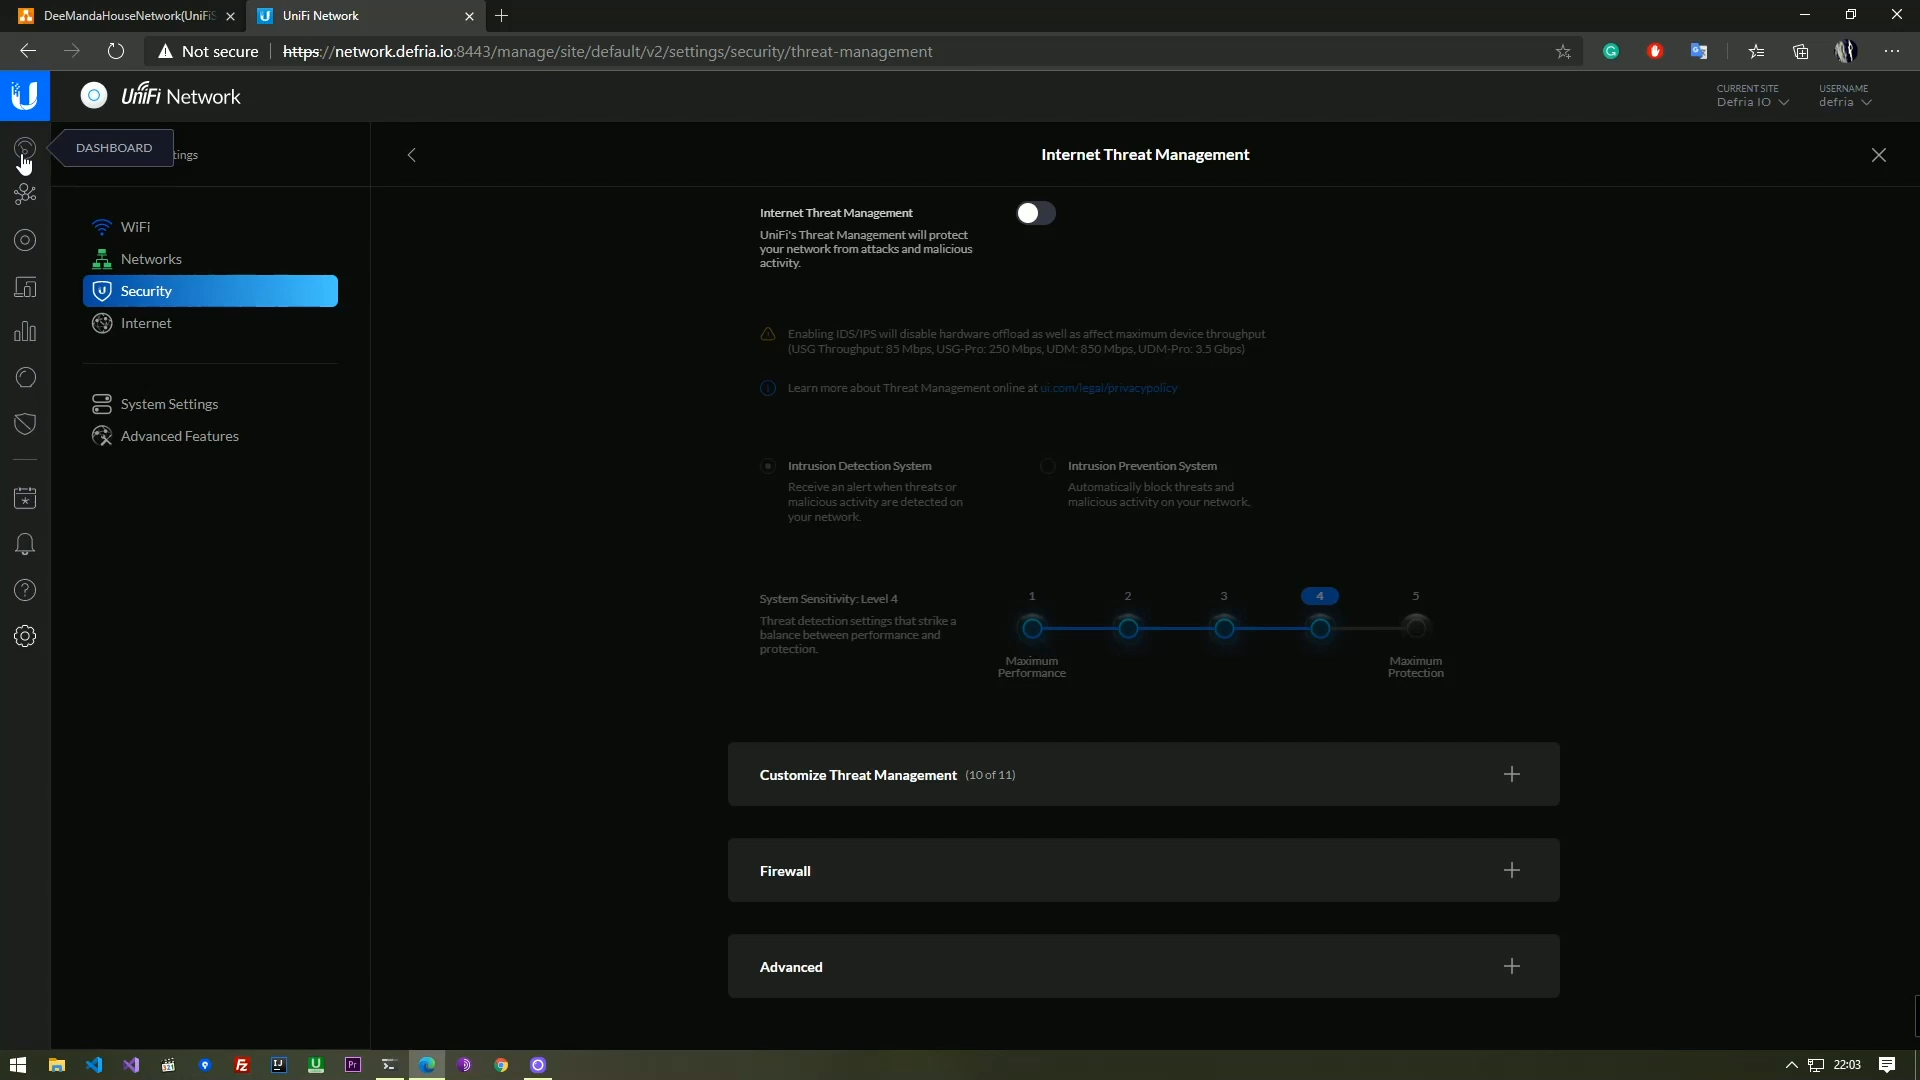 DeeMandaHouseNetwork(UniFiS
UniFi Network
Not secure
https://network.defria.io:8443/manage/site/default/v2/settings/security/threat-management
UniFi Network
CURRENT SITE
Defria IO
USERNAME
defria
DASHBOARD
tings
Internet Threat Management
WiFi
Networks
Security
Internet
System Settings
Advanced Features
Internet Threat Management
UniFi's Threat Management will protect
your network from attacks and malicious
activity.
Enabling IDS/IPS will disable hardware offload as well as affect maximum device throughput
(USG Throughput: 85 Mbps, USG-Pro: 250 Mbps, UDM: 850 Mbps, UDM-Pro: 3.5 Gbps)
Learn more about Threat Management online at ui.com/legal/privacypolicy
Intrusion Detection System
Receive an alert when threats or
malicious activity are detected on
your network.
Intrusion Prevention System
Automatically block threats and
malicious activity on your network.
System Sensitivity: Level 4
Threat detection settings that strike a
balance between performance and
protection.
1 2 3 4 5
Maximum
Performance
Maximum
Protection
Customize Threat Management (10 of 11)
Firewall
Advanced
22:03